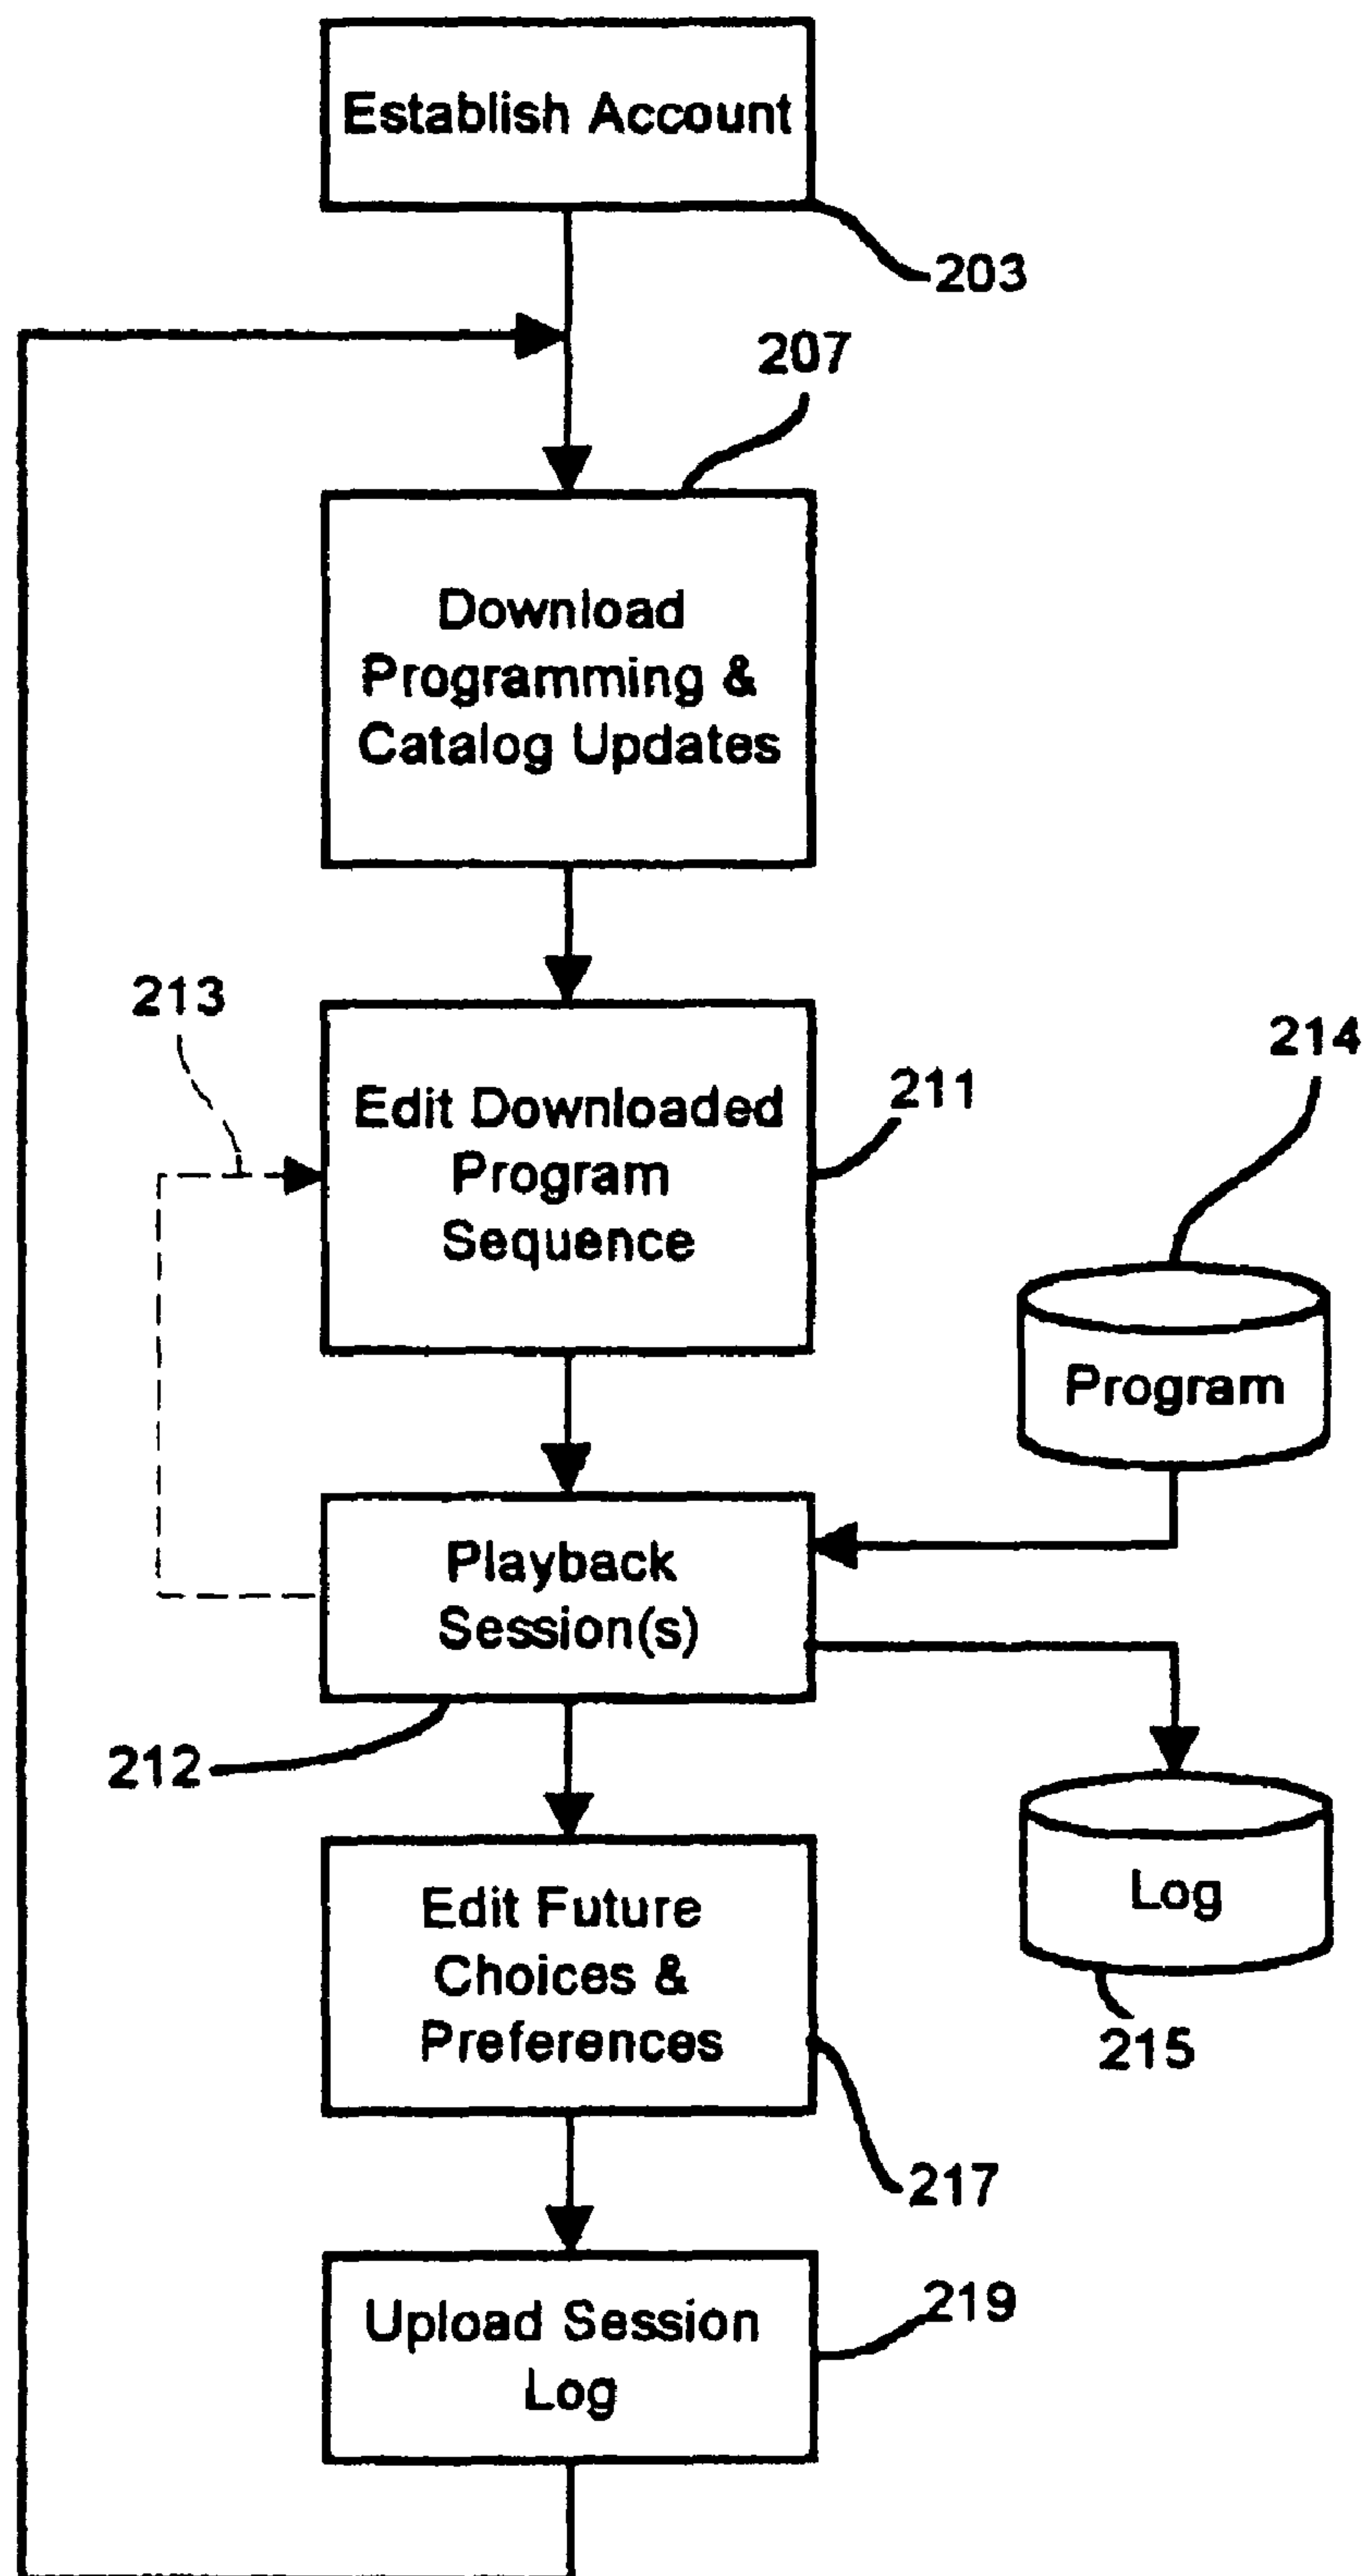 Establish Account
203
207
Download
Programming &
Catalog Updates
213
214
Edit Downloaded
Program
Sequence
211
Program
Playback
Session(s)
212
Log
215
Edit Future
Choices &
Preferences
217
Upload Session
Log
219